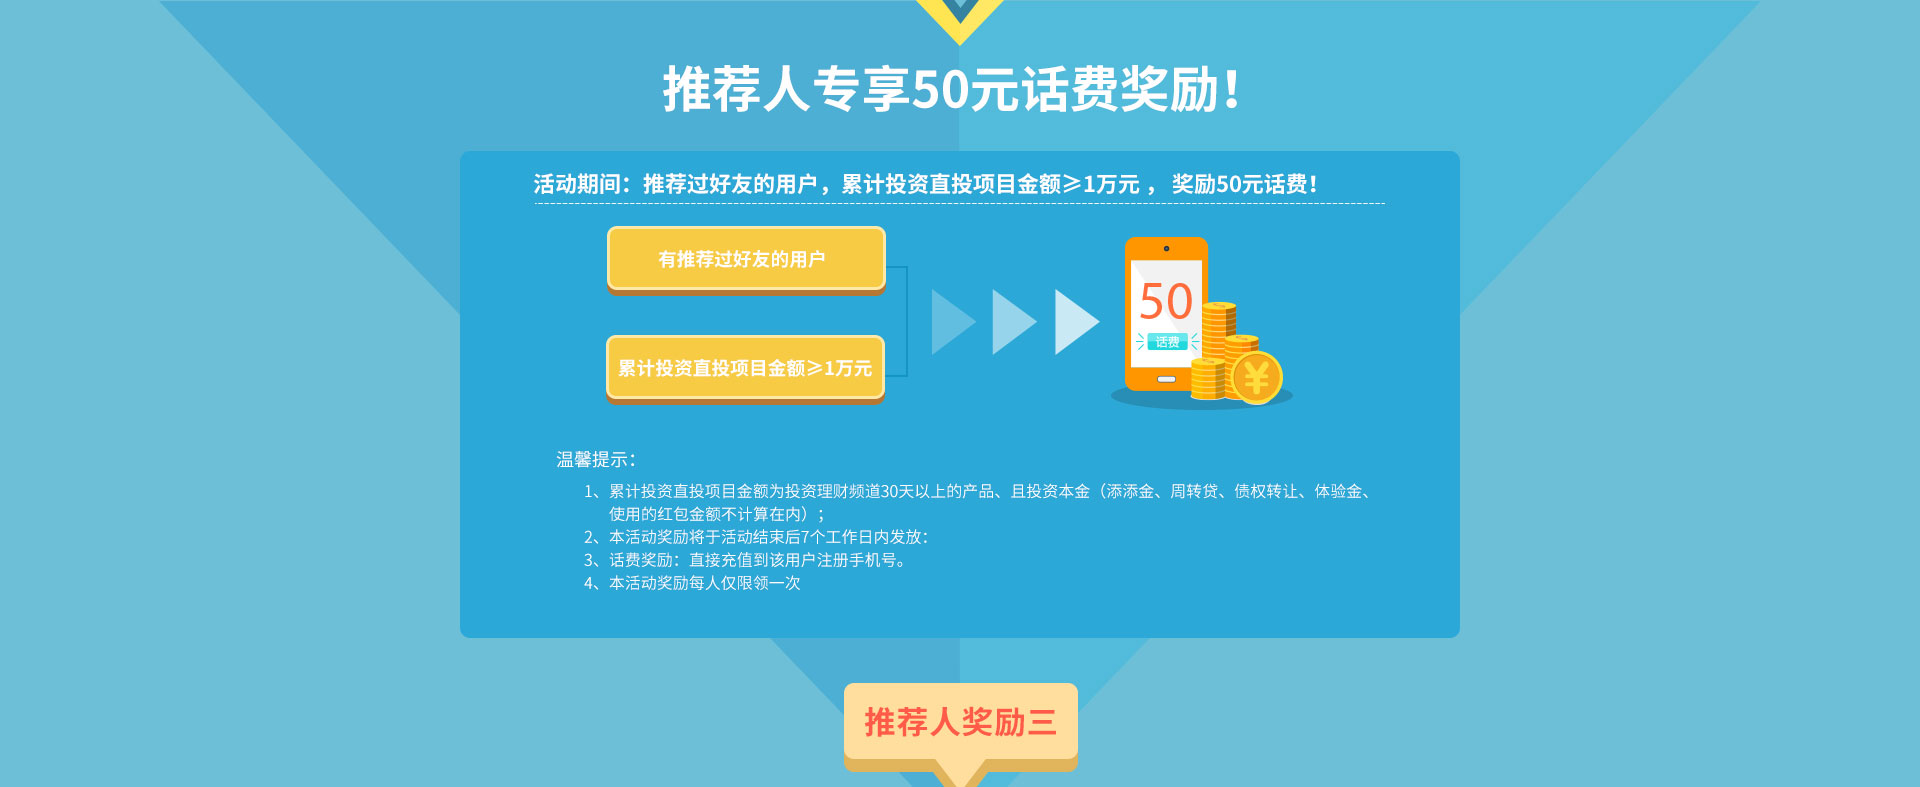 推荐人专享50元话费奖励！
活动期间：推荐过好友的用户，累计投资直投项目金额≥1万元 ， 奖励50元话费！
有推荐过好友的用户
累计投资直投项目金额≥1万元
50
话费
¥
温馨提示：
1、累计投资直投项目金额为投资理财频道30天以上的产品、且投资本金（添添金、周转贷、债权转让、体验金、
使用的红包金额不计算在内）；
2、本活动奖励将于活动结束后7个工作日内发放：
3、话费奖励：直接充值到该用户注册手机号。
4、本活动奖励每人仅限领一次
推荐人奖励三